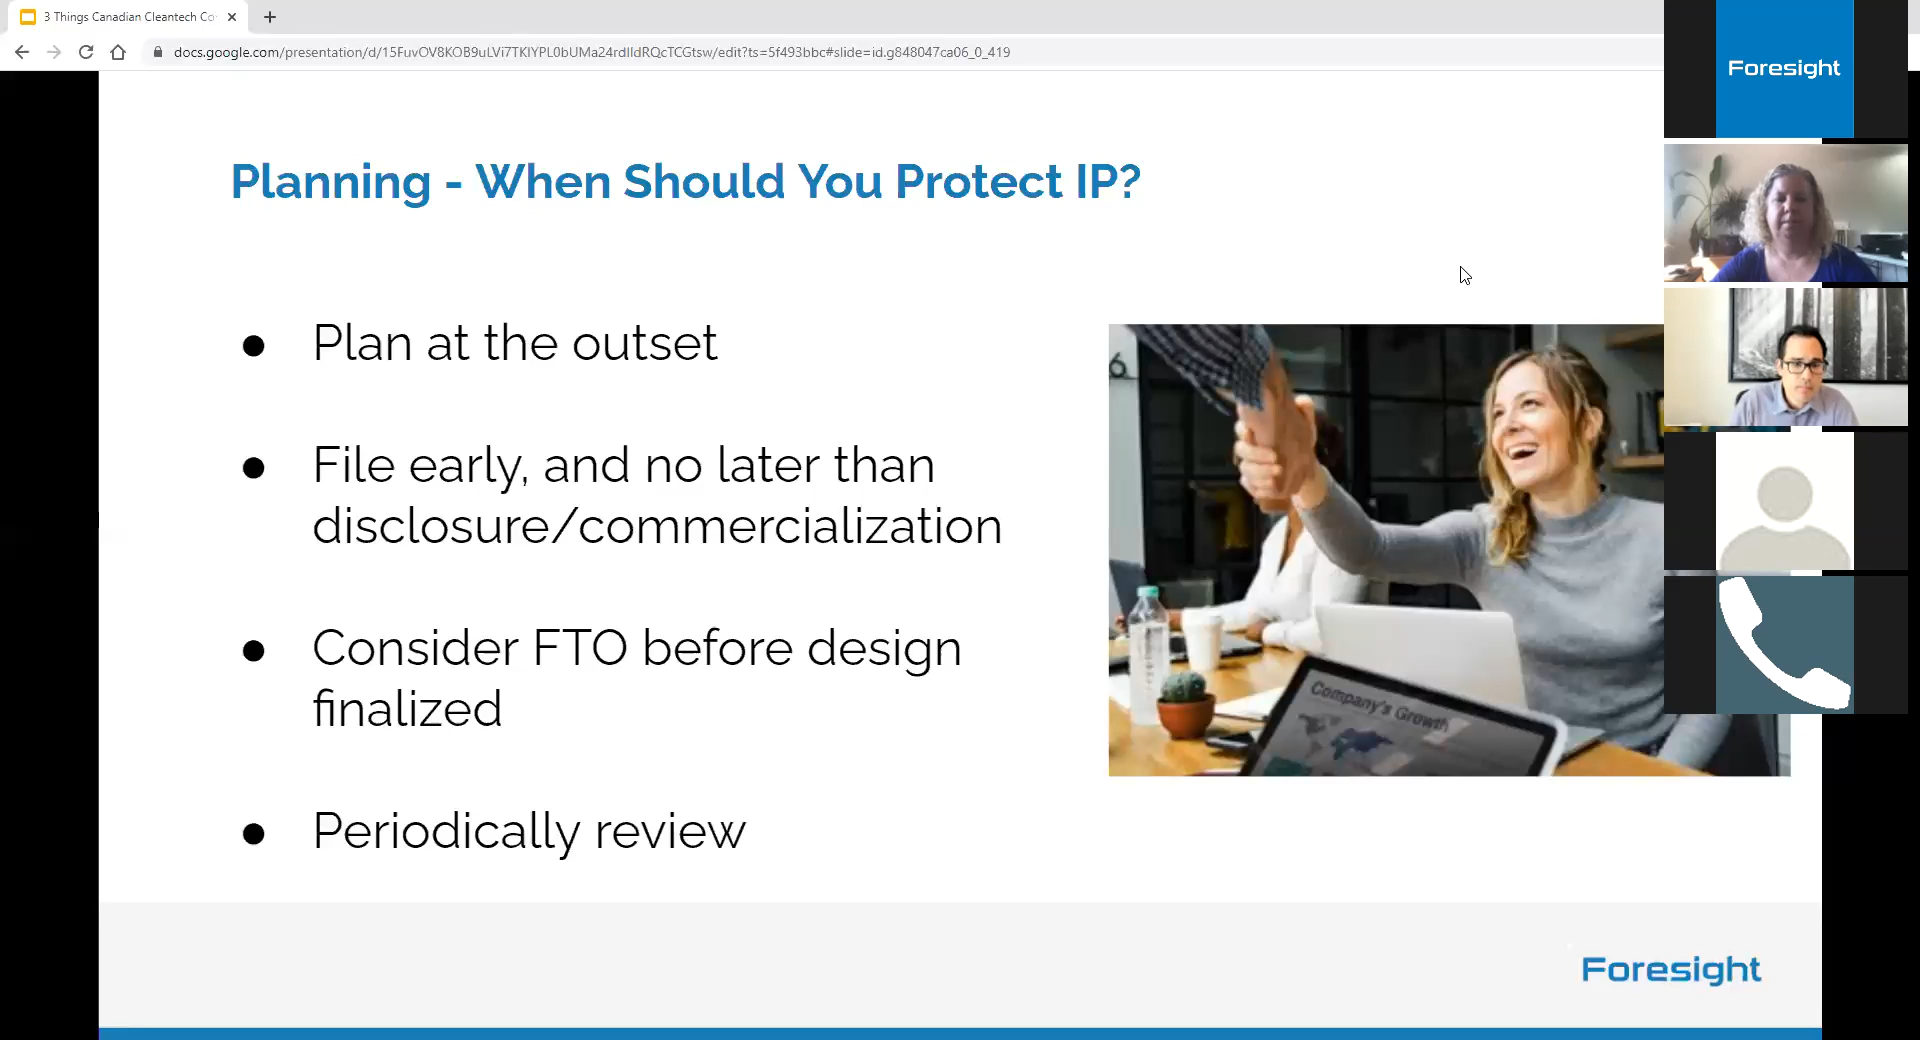 3 Things Canadian Cleantech Co
docs.google.com/presentation/d/15FuvOV8KOB9uLVi7TKIYPL0bUMa24rdIldRQcTCGtsw/edit?ts=5f493bbc#slide=id.g848047ca06_0_419
Foresight
Planning - When Should You Protect IP?
● Plan at the outset
● File early, and no later than
disclosure/commercialization
● Consider FTO before design
finalized
● Periodically review
6
Company's Growth
Foresight